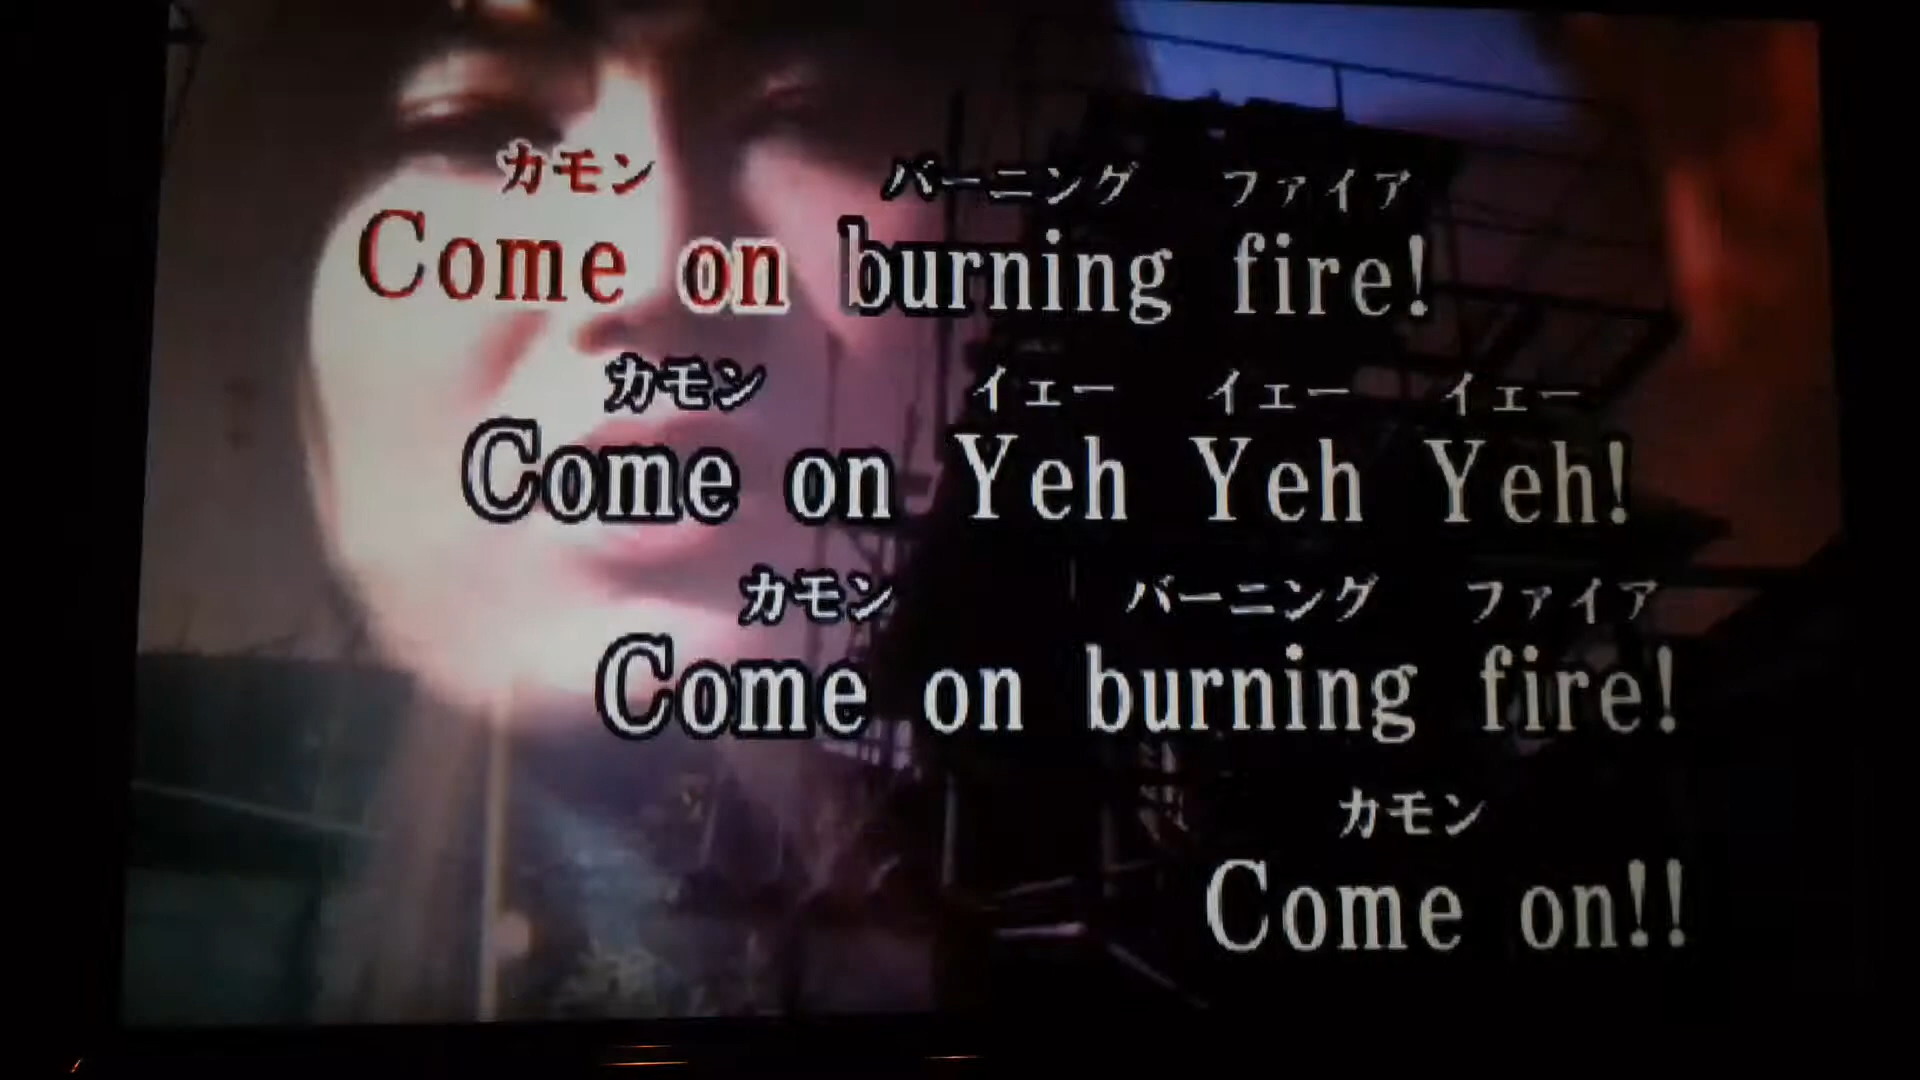 カモン バーニング ファイア
Come on burning fire!
カモン イェー イェー イェー
Come on Yeh Yeh Yeh!
カモン バーニング ファイア
Come on burning fire!
カモン
Come on!!